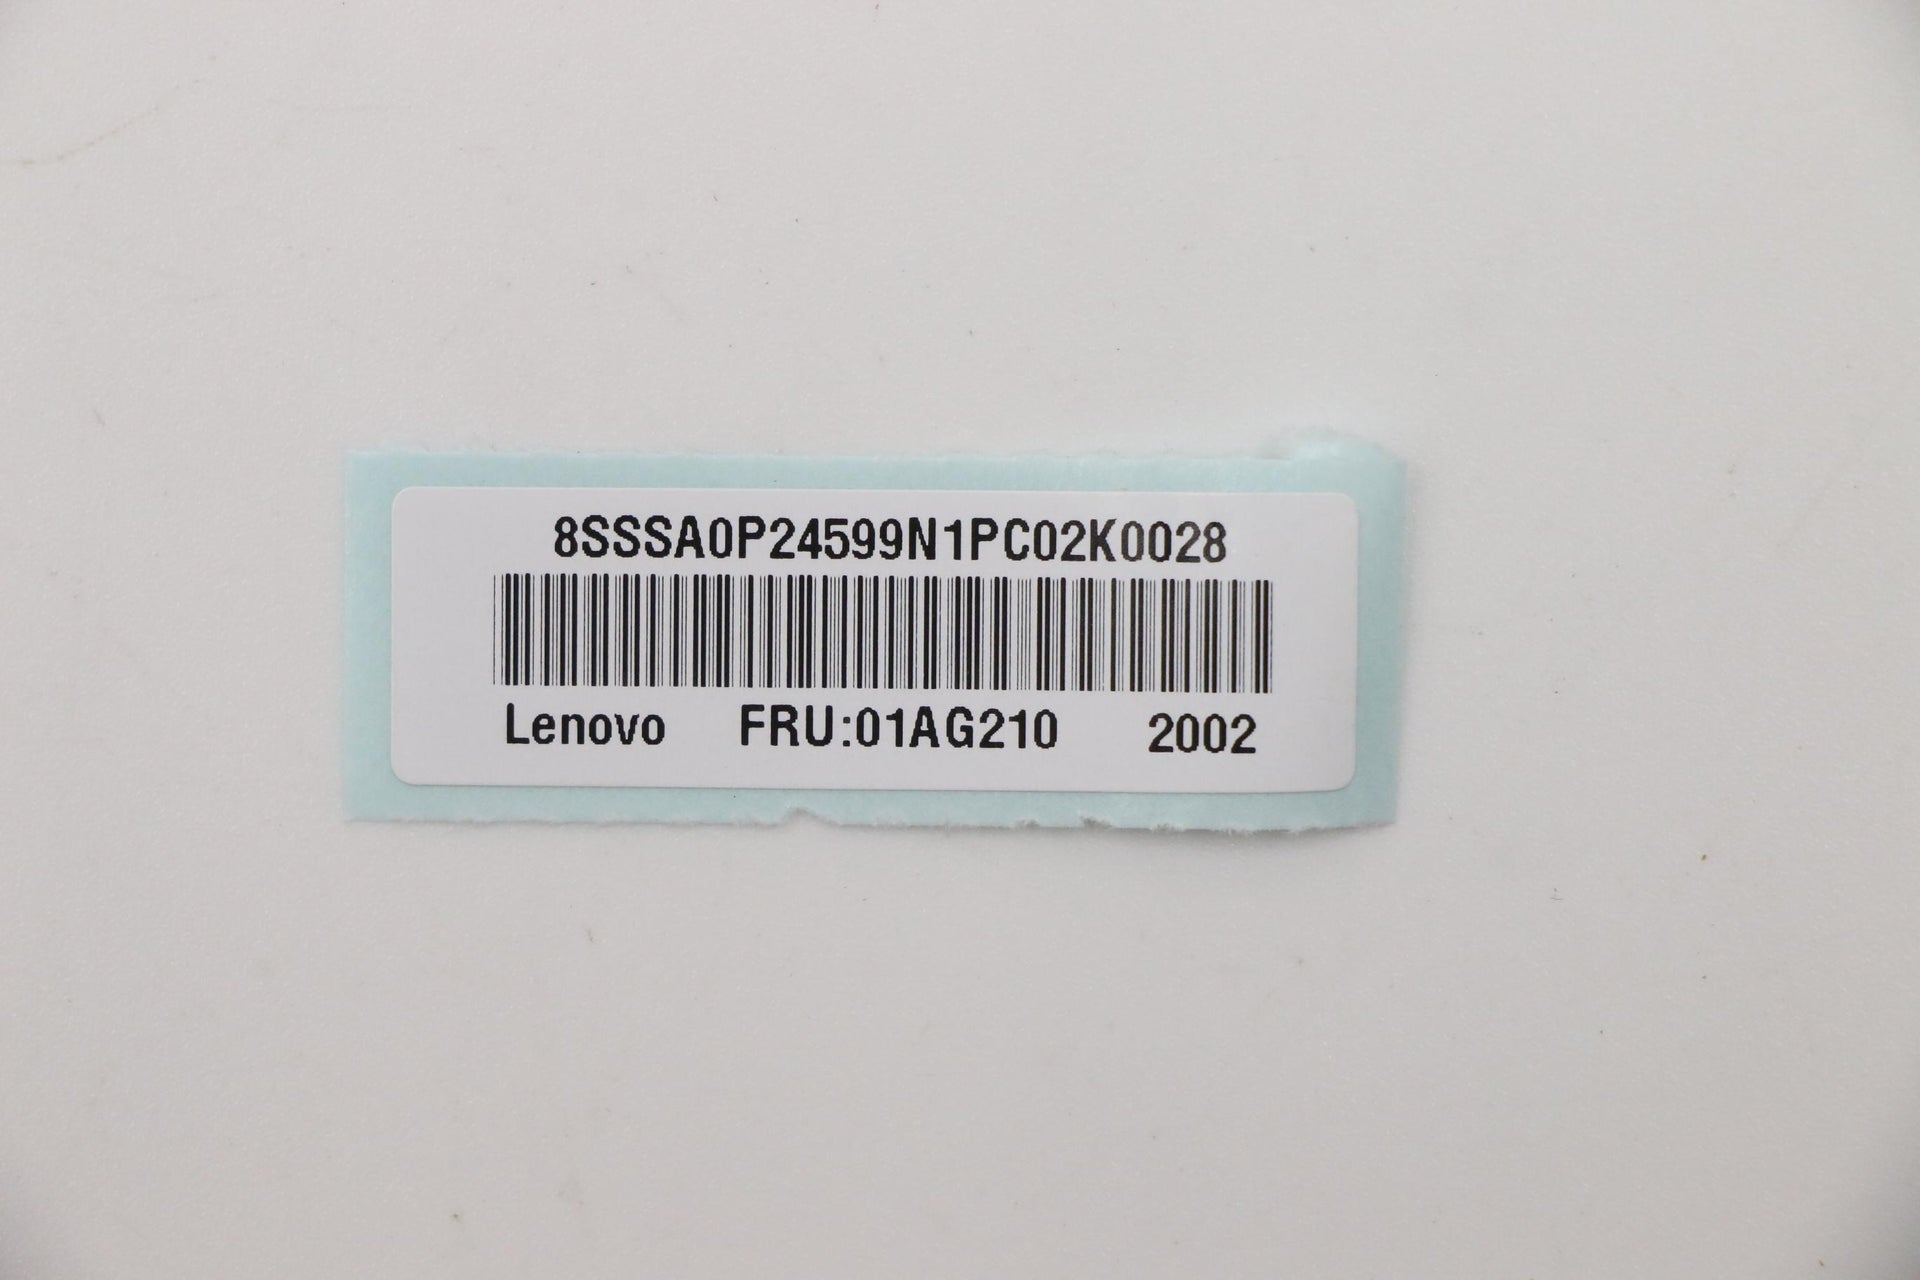 8SSSA0P24599N1PC02K0028
Lenovo FRU:01AG210 2002